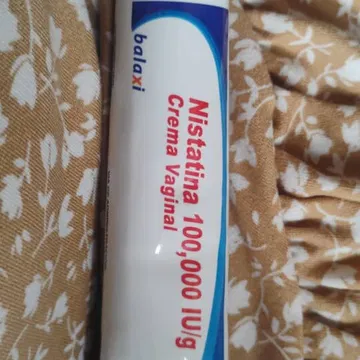 balaxi
Nistatina 100,000 IU/g
Crema Vaginal